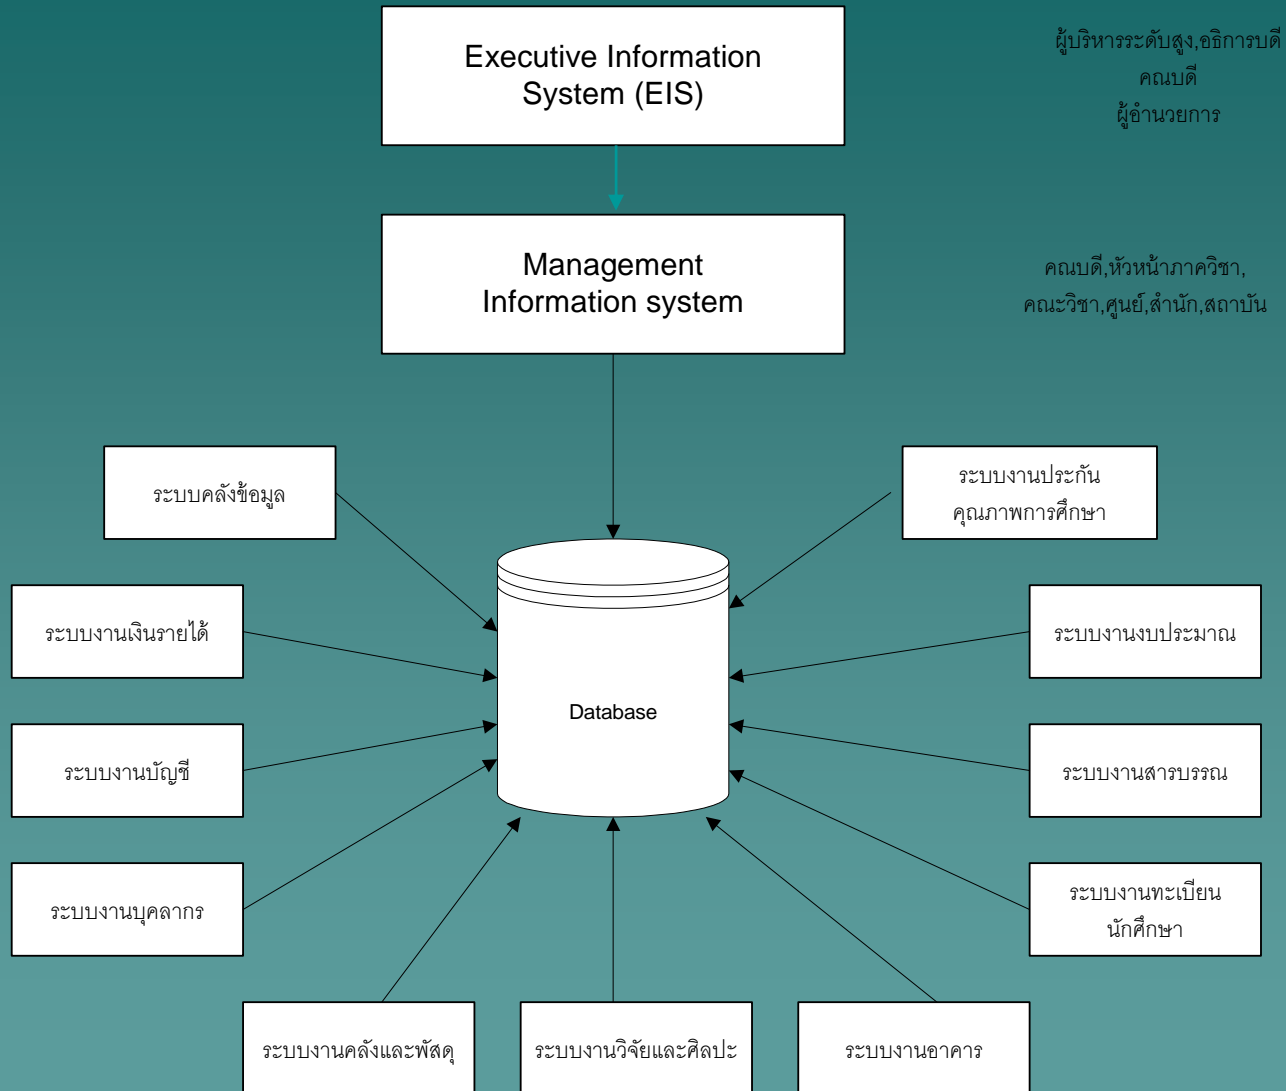 Executive Information
System (EIS)
ผู้บริหารระดับสูง,อธิการบดี
คณบดี
ผู้อำนวยการ
Management
Information system
คณบดี,หัวหน้าภาควิชา,
คณะวิชา,ศูนย์,สำนัก,สถาบัน
ระบบคลังข้อมูล
ระบบงานประกัน
คุณภาพการศึกษา
ระบบงานเงินรายได้
ระบบงานงบประมาณ
Database
ระบบงานบัญชี
ระบบงานสารบรรณ
ระบบงานบุคลากร
ระบบงานทะเบียน
นักศึกษา
ระบบงานคลังและพัสดุ
ระบบงานวิจัยและศิลปะ
ระบบงานอาคาร